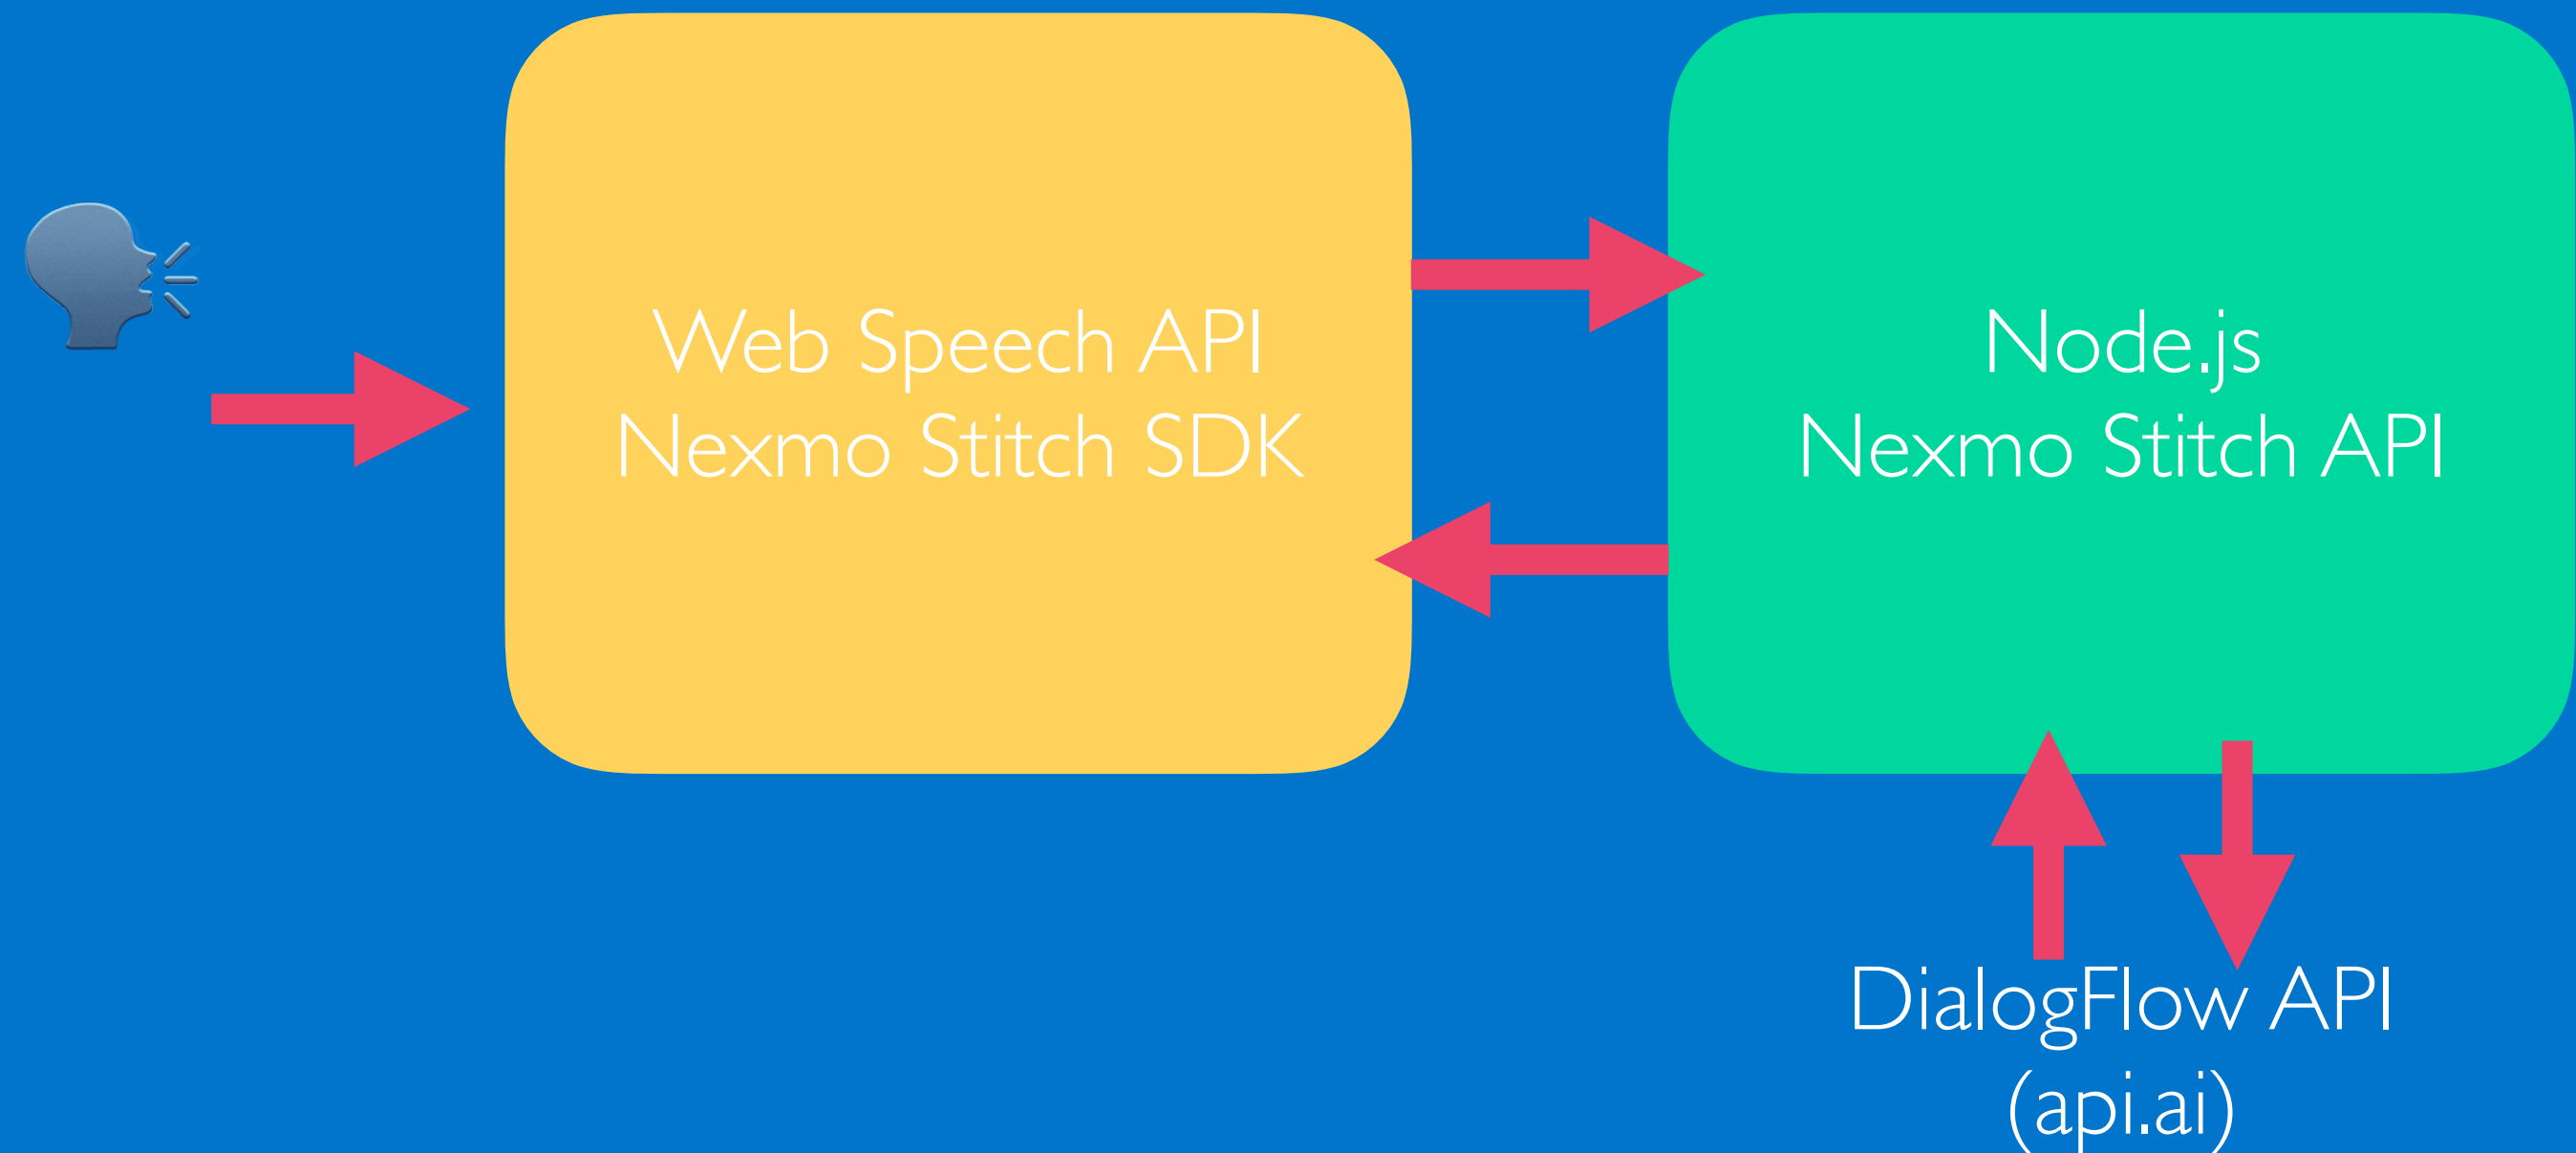 Web Speech API
Nexmo Stitch SDK
Node.js
Nexmo Stitch API
DialogFlow API
(api.ai)